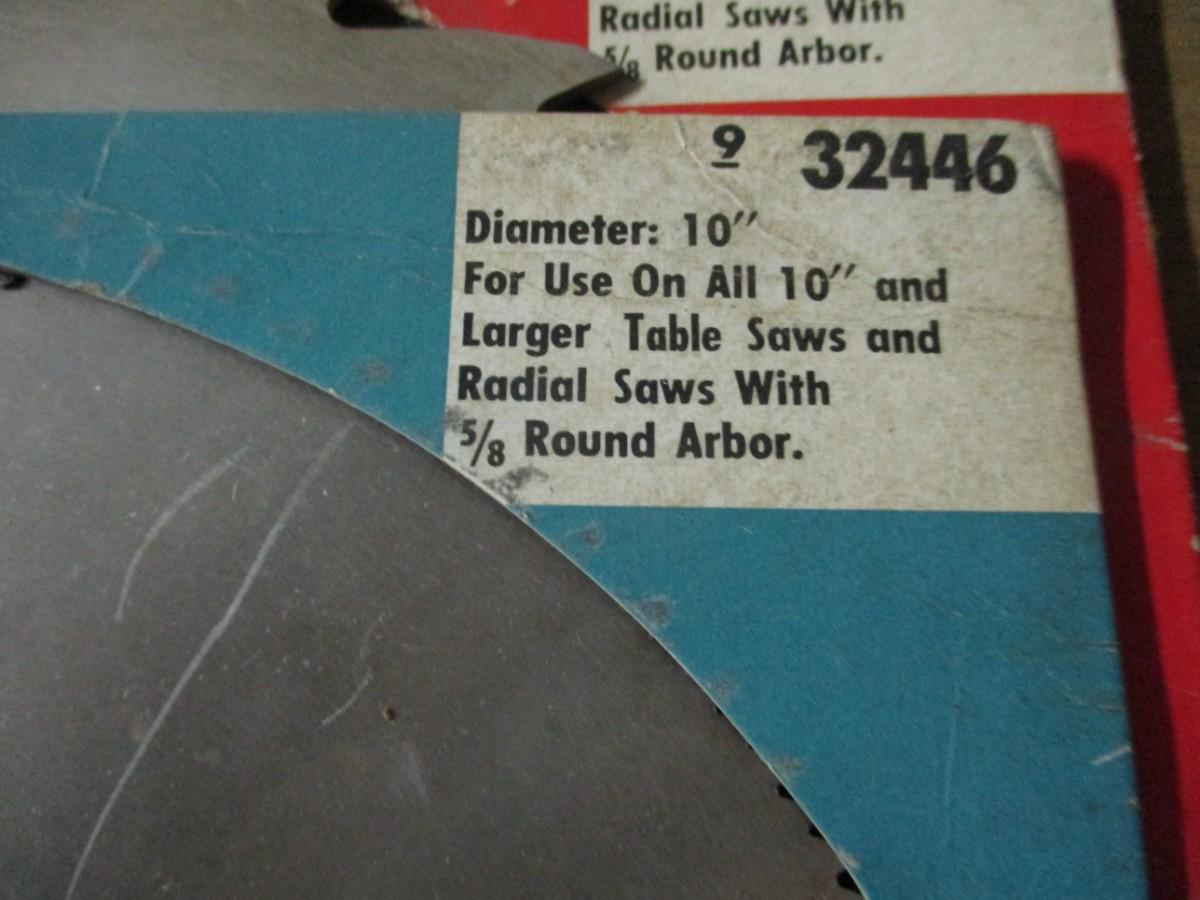 Radial Saws With
5/8 Round Arbor.
9 32446
Diameter: 10″
For Use On All 10″ and
Larger Table Saws and
Radial Saws With
5/8 Round Arbor.